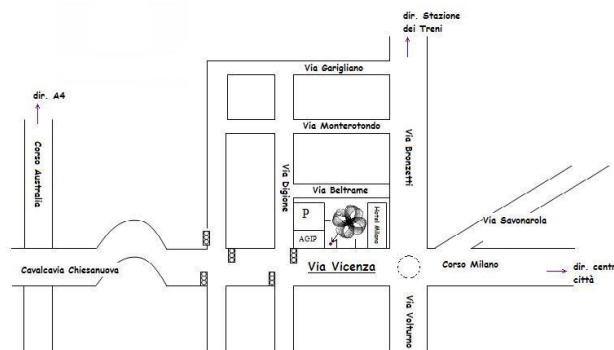 dir. Stazione
dei Treni
Via Garigliano
dir. A4
Via Monterotondo
Corso Australia
Via Digione
Via Bronzetti
Via Beltrame
P
Hotel Milano
AGIP
Via Savonarola
Cavalcavia Chiesanuova
Via Vicenza
Corso Milano
dir. centr
città
Via Volturno